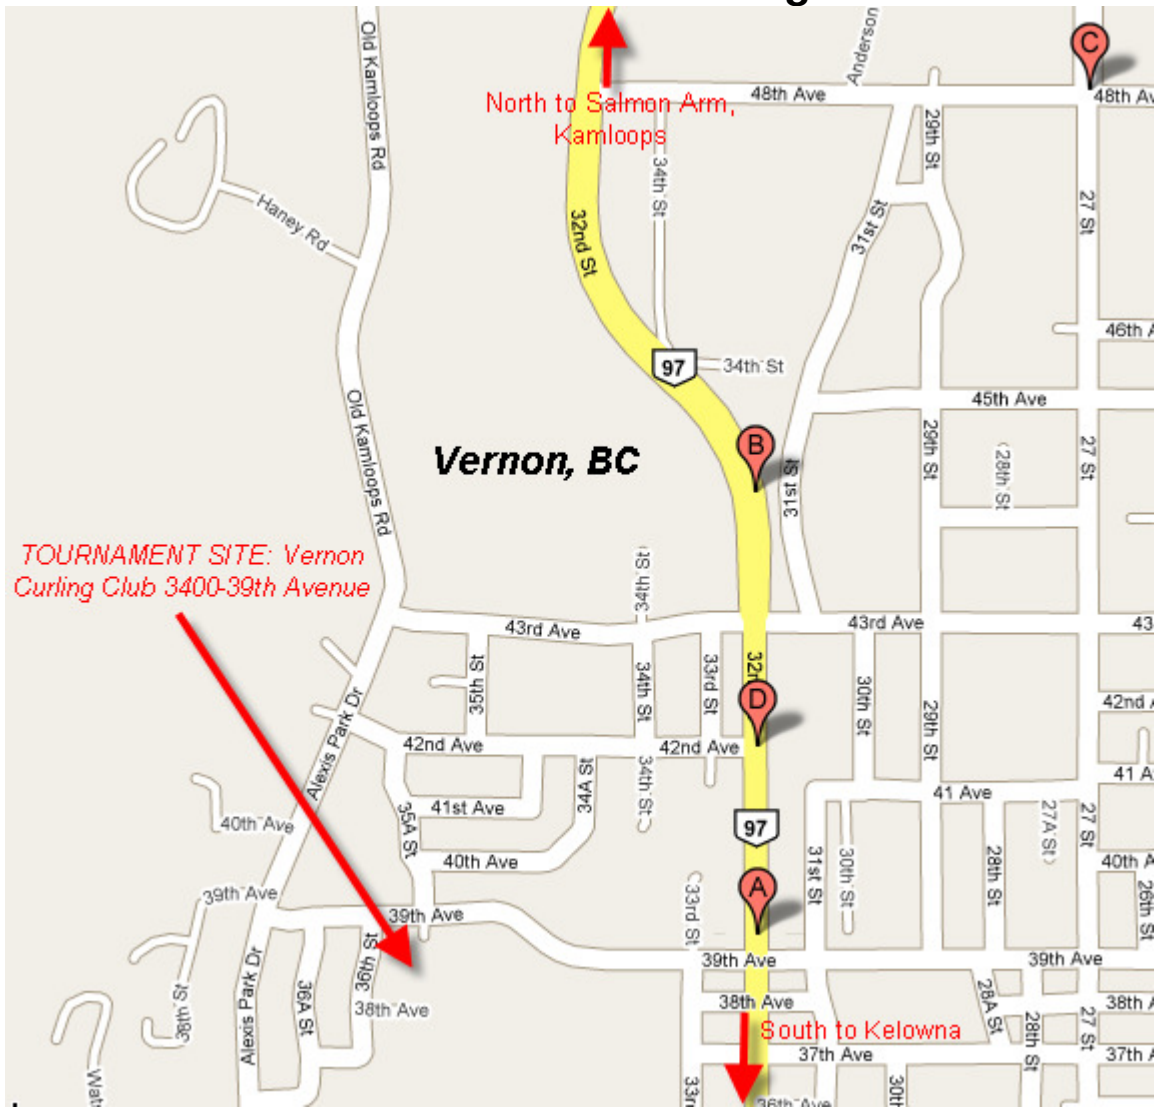 Old Kamloops Rd
Anderson
C
North to Salmon Arm,
Kamloops
48th Ave
48th Av
29th St
34th St
Haney Rd
32nd St
31st St
27 St
46th A
97
34th St
45th Ave
Old Kamloops Rd
29th St
27 St
B
Vernon, BC
31st St
28th St
TOURNAMENT SITE: Vernon
Curling Club 3400-39th Avenue
34th St
43rd Ave
43rd Ave
43
35th St
34th St
33rd St
32n
D
30th St
29th St
42nd A
Alexis Park Dr
42nd Ave
42nd Ave
34A St
34th St
41 A
41 Ave
41st Ave
35A St
40th Ave
97
27A St
27 St
40th Ave
31st St
30th St
28th St
40th A
26th St
A
39th Ave
33rd St
39th Ave
39th Ave
39th Ave
36th St
Alexis Park Dr
38th St
36A St
38th Ave
38th Ave
28A St
38th A
South to Kelowna
27 St
28th St
37th Ave
37th A
33r
30th
36th Ave